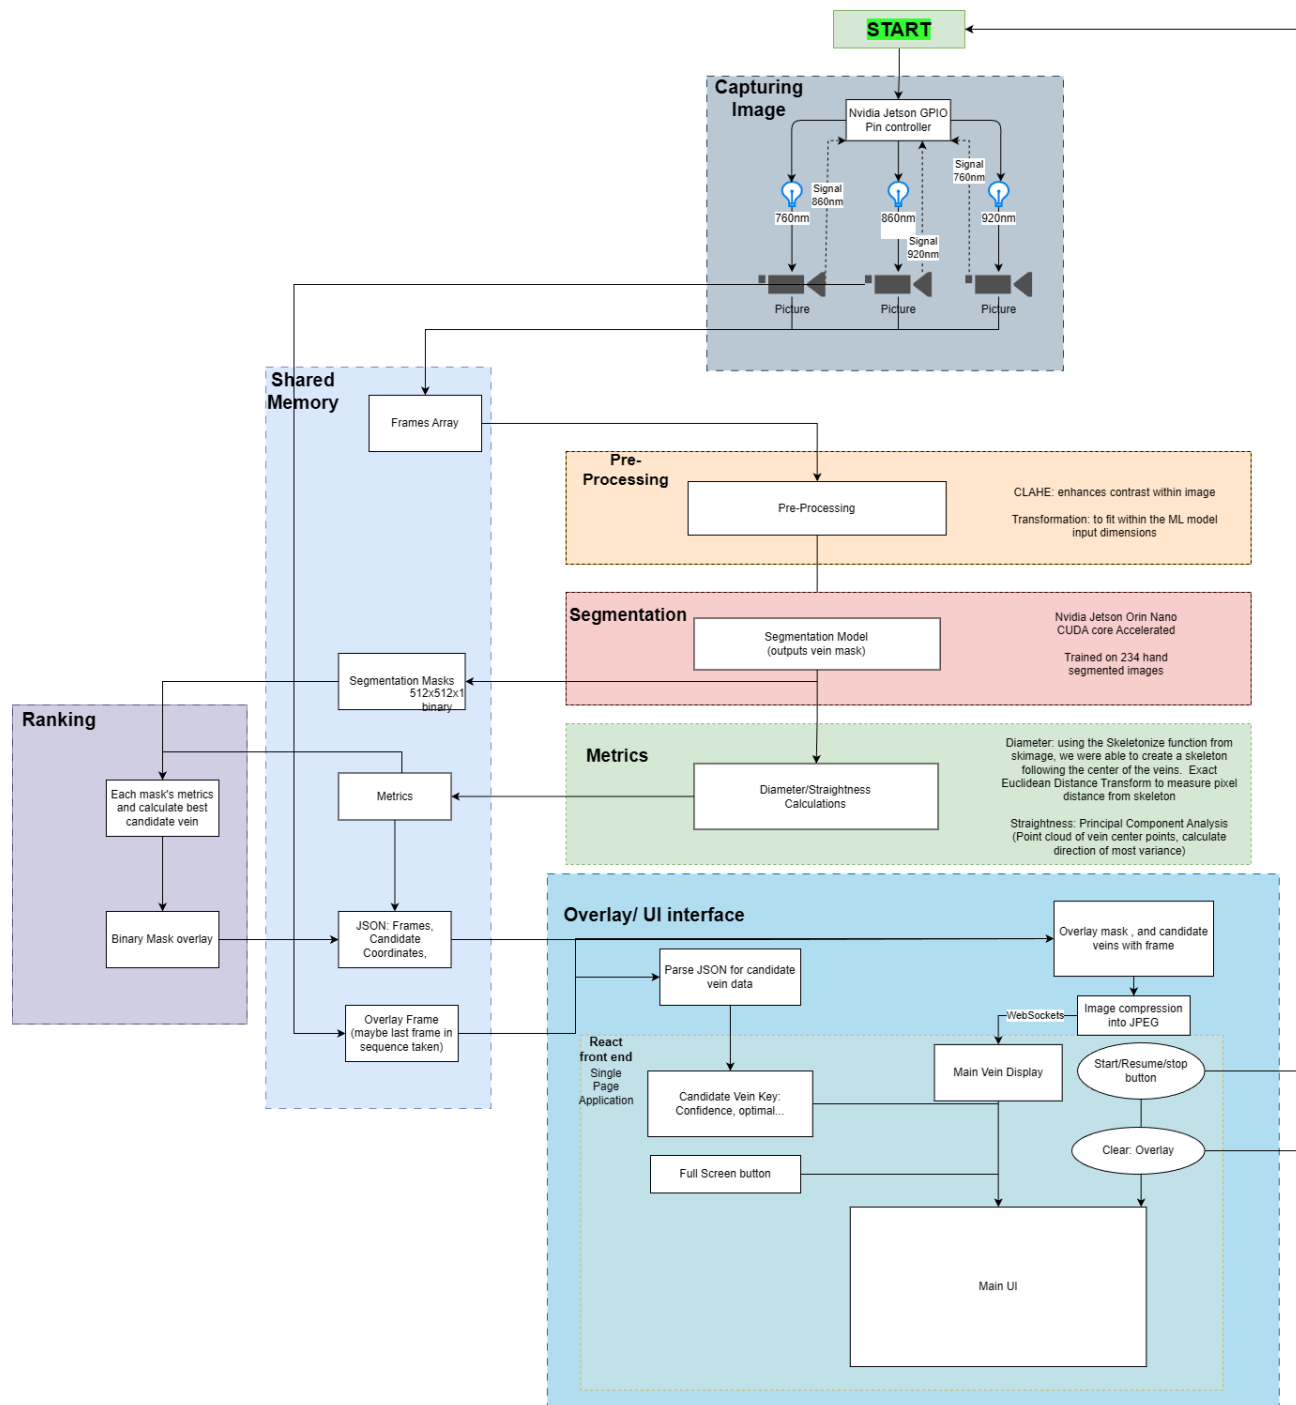 START
Capturing
Image
Nvidia Jetson GPIO
Pin controller
Signal
860nm
Signal
760nm
760nm
860nm
920nm
Signal
920nm
Picture
Picture
Picture
Shared
Memory
Frames Array
Pre-
Processing
Pre-Processing
CLAHE: enhances contrast within image
Transformation: to fit within the ML model
input dimensions
Segmentation
Segmentation Model
(outputs vein mask)
Nvidia Jetson Orin Nano
CUDA core Accelerated
Trained on 234 hand
segmented images
Segmentation Masks
512x512x1
binary
Ranking
Each mask's metrics
and calculate best
candidate vein
Metrics
Metrics
Diameter/Straightness
Calculations
Diameter: using the Skeletonize function from
skimage, we were able to create a skeleton
following the center of the veins. Exact
Euclidean Distance Transform to measure pixel
distance from skeleton
Straightness: Principal Component Analysis
(Point cloud of vein center points, calculate
direction of most variance)
Binary Mask overlay
JSON: Frames,
Candidate
Coordinates,
Overlay/ UI interface
Overlay mask , and candidate
veins with frame
Parse JSON for candidate
vein data
Overlay Frame
(maybe last frame in
sequence taken)
WebSockets
Image compression
into JPEG
React
front end
Single
Page
Application
Main Vein Display
Start/Resume/stop
button
Candidate Vein Key:
Confidence, optimal...
Clear: Overlay
Full Screen button
Main UI